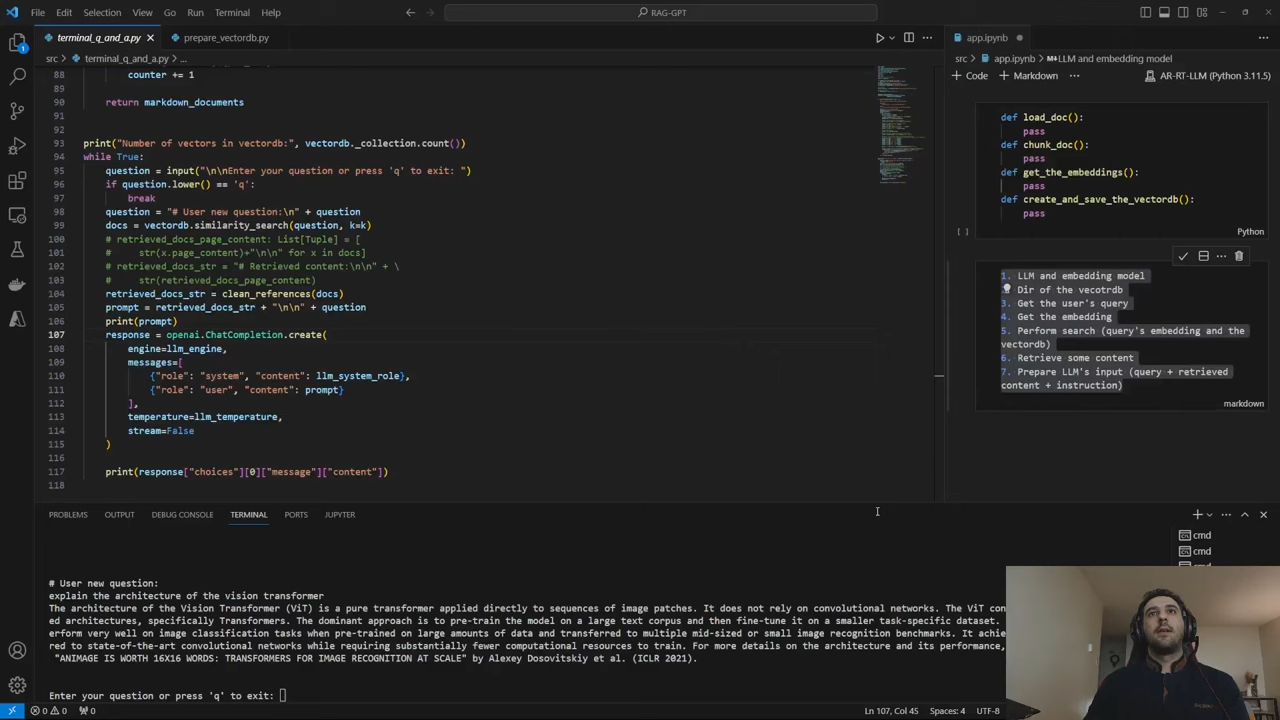 File Edit Selection View Go Run Terminal Help
RAG-GPT
terminal_q_and_a.py
prepare_vectordb.py
src > terminal_q_and_a.py > ...
88 counter += 1
89
90 return markdown_documents
91
92
93 print("Number of vectors in vectordb:", vectordb._collection.count())
94 while True:
95 question = input("\n\nEnter your question or press 'q' to exit: ")
96 if question.lower() == 'q':
97 break
98 question = "# User new question:\n" + question
99 docs = vectordb.similarity_search(question, k=k)
100 # retrieved_docs_page_content: List[Tuple] = [
101 # str(x.page_content)+"\n\n" for x in docs]
102 # retrieved_docs_str = "# Retrieved content:\n\n" + \
103 # str(retrieved_docs_page_content)
104 retrieved_docs_str = clean_references(docs)
105 prompt = retrieved_docs_str + "\n\n" + question
106 print(prompt)
107 response = openai.ChatCompletion.create(
108 engine=llm_engine,
109 messages=[
110 {"role": "system", "content": llm_system_role},
111 {"role": "user", "content": prompt}
112 ],
113 temperature=llm_temperature,
114 stream=False
115 )
116
117 print(response["choices"][0]["message"]["content"])
118
app.ipynb
src > app.ipynb > M↓LLM and embedding model
+ Code + Markdown ...
AR-RT-LLM (Python 3.11.5)
def load_doc():
pass
def chunk_doc():
pass
def get_the_embeddings():
pass
def create_and_save_the_vectordb():
pass
[ ]
Python
1. LLM and embedding model
Dir of the vecotrdb
3. Get the user's query
4. Get the embedding
5. Perform search (query's embedding and the
vectordb)
6. Retrieve some content
7. Prepare LLM's input (query + retrieved
content + instruction)
markdown
PROBLEMS OUTPUT DEBUG CONSOLE TERMINAL PORTS JUPYTER
cmd
cmd
# User new question:
explain the architecture of the vision transformer
The architecture of the Vision Transformer (ViT) is a pure transformer applied directly to sequences of image patches. It does not rely on convolutional networks. The ViT con
ed architectures, specifically Transformers. The dominant approach is to pre-train the model on a large text corpus and then fine-tune it on a smaller task-specific dataset.
erform very well on image classification tasks when pre-trained on large amounts of data and transferred to multiple mid-sized or small image recognition benchmarks. It achie
red to state-of-the-art convolutional networks while requiring substantially fewer computational resources to train. For more details on the architecture and its performance,
"ANIMAGE IS WORTH 16X16 WORDS: TRANSFORMERS FOR IMAGE RECOGNITION AT SCALE" by Alexey Dosovitskiy et al. (ICLR 2021).
Enter your question or press 'q' to exit:
0 0 0
Ln 107, Col 45 Spaces: 4 UTF-8